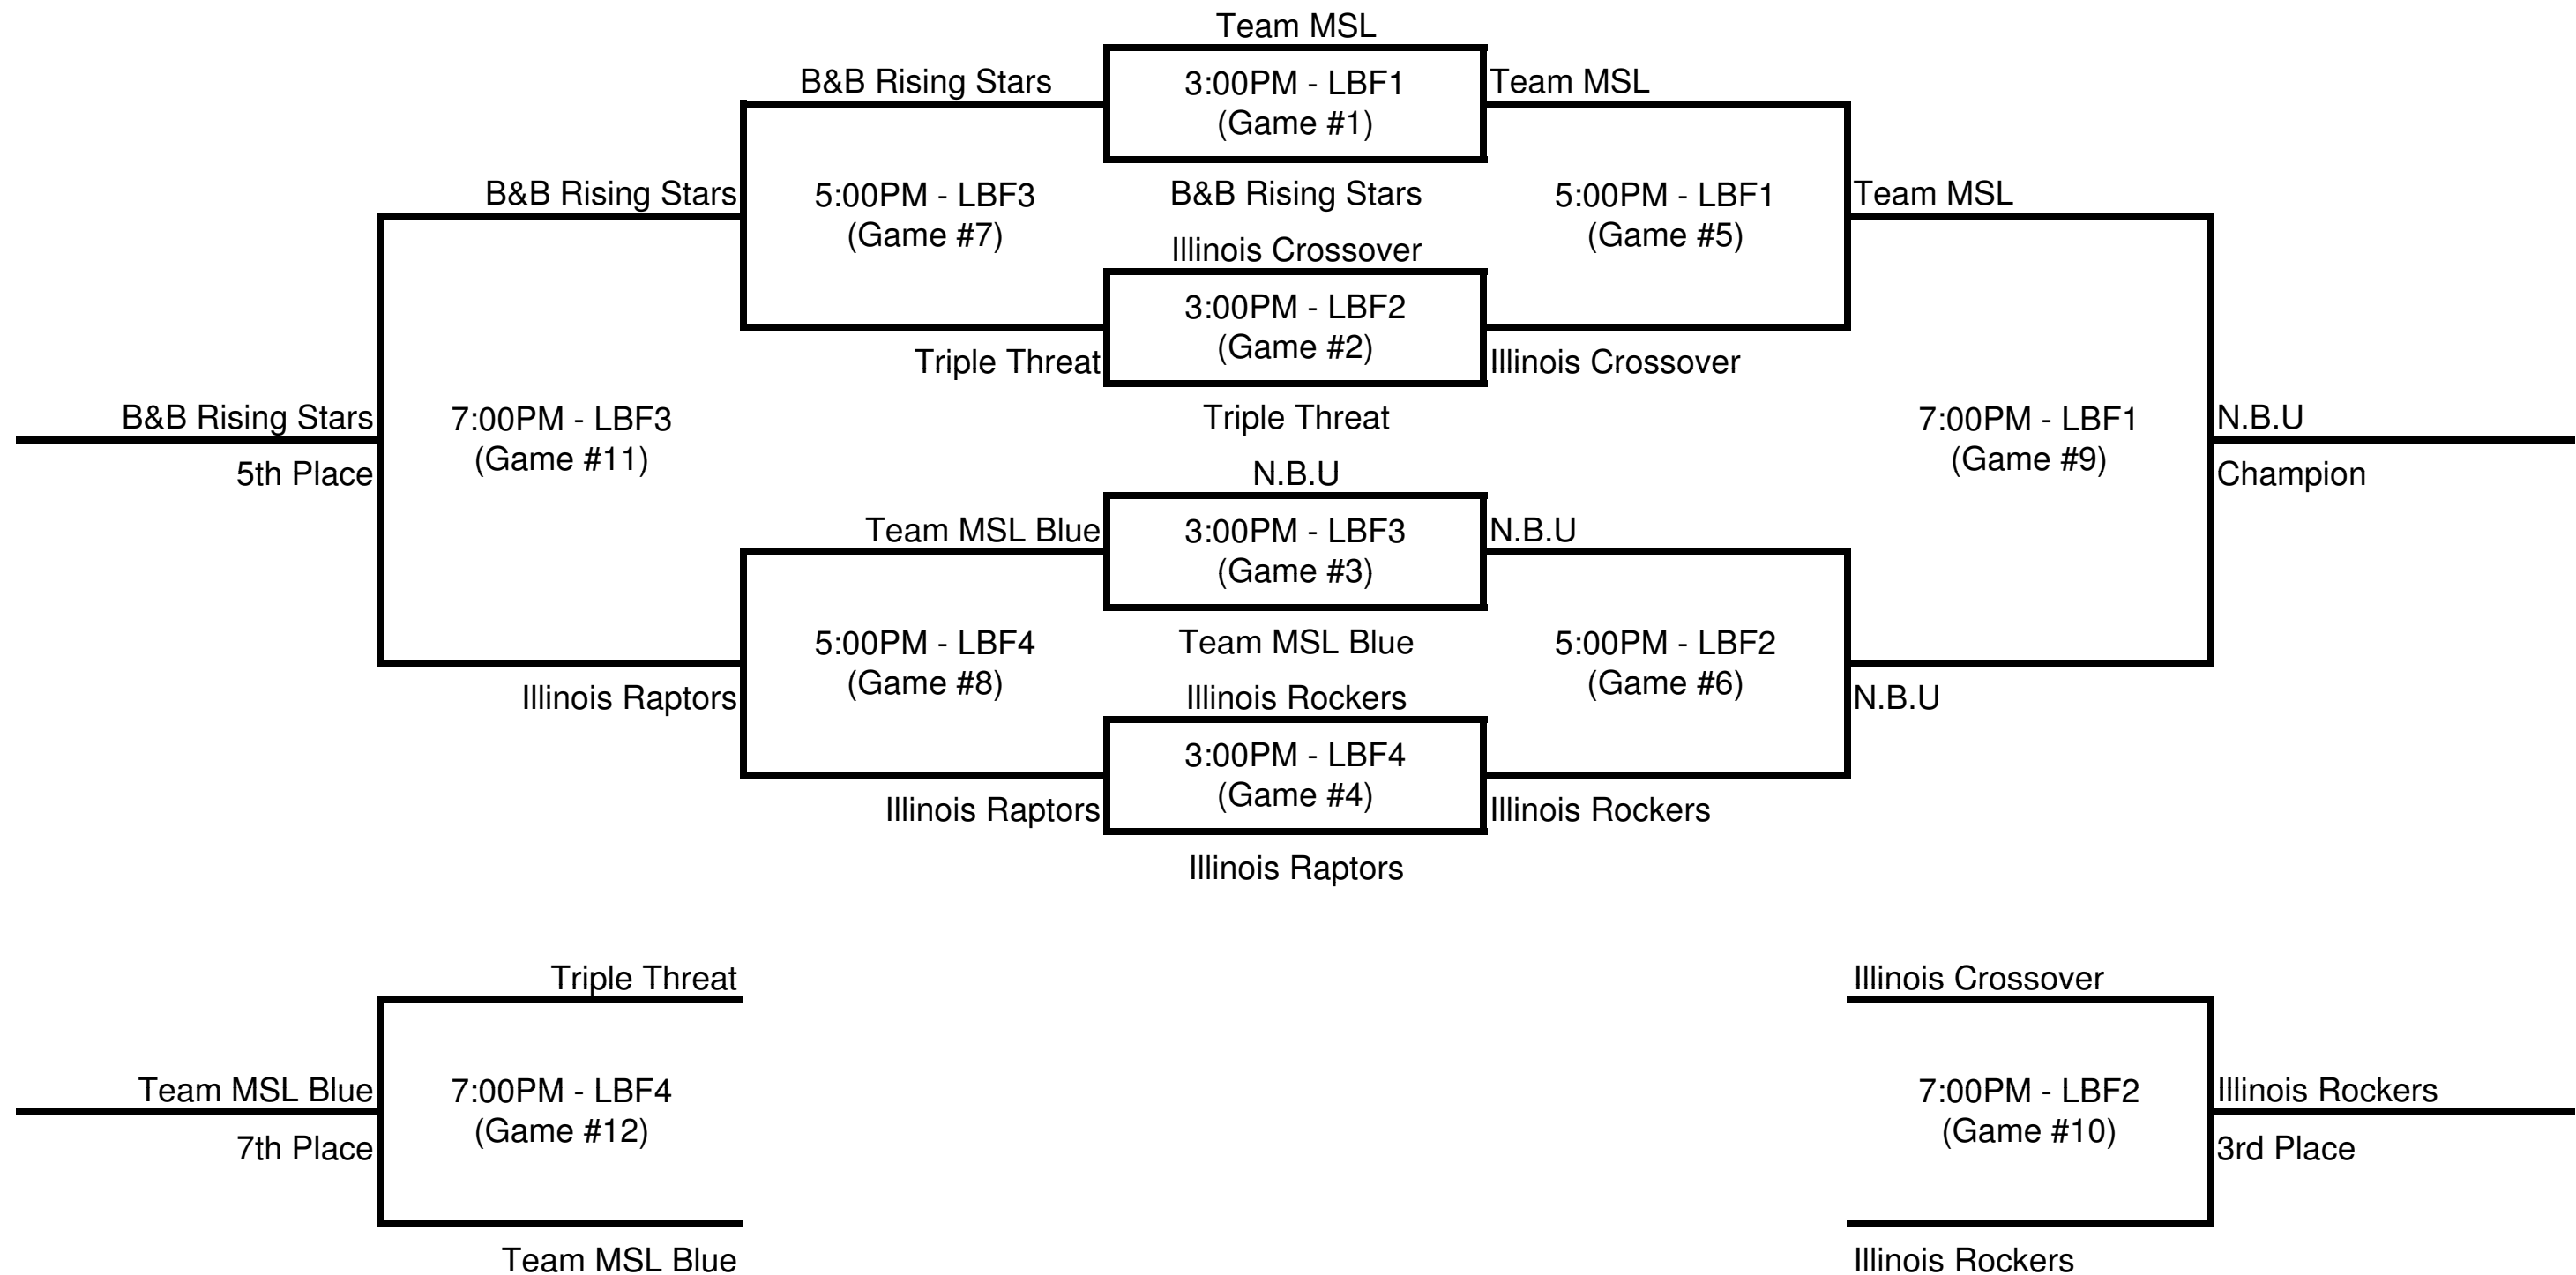 Team MSL
B&B Rising Stars
3:00PM - LBF1
(Game #1)
Team MSL
B&B Rising Stars
5:00PM - LBF3
(Game #7)
B&B Rising Stars
5:00PM - LBF1
(Game #5)
Team MSL
Illinois Crossover
3:00PM - LBF2
(Game #2)
Triple Threat
Illinois Crossover
B&B Rising Stars
5th Place
7:00PM - LBF3
(Game #11)
Triple Threat
7:00PM - LBF1
(Game #9)
N.B.U
Champion
N.B.U
Team MSL Blue
3:00PM - LBF3
(Game #3)
N.B.U
5:00PM - LBF4
(Game #8)
Team MSL Blue
5:00PM - LBF2
(Game #6)
Illinois Raptors
Illinois Rockers
N.B.U
3:00PM - LBF4
(Game #4)
Illinois Raptors
Illinois Rockers
Illinois Raptors
Triple Threat
Illinois Crossover
Team MSL Blue
7th Place
7:00PM - LBF4
(Game #12)
7:00PM - LBF2
(Game #10)
Illinois Rockers
3rd Place
Team MSL Blue
Illinois Rockers